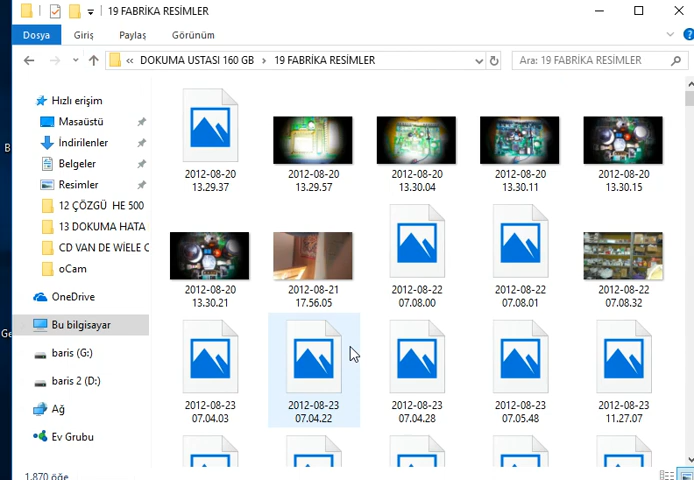 19 FABRİKA RESİMLER
Dosya Giriş Paylaş Görünüm
« DOKUMA USTASI 160 GB > 19 FABRİKA RESİMLER
Ara: 19 FABRİKA RESİMLER
Hızlı erişim
Masaüstü
İndirilenler
Belgeler
Resimler
12 ÇÖZGÜ HE 500
13 DOKUMA HATA
CD VAN DE WİELE C
oCam
OneDrive
Bu bilgisayar
baris (G:)
baris 2 (D:)
Ağ
Ev Grubu
2012-08-20
13.29.37
2012-08-20
13.29.57
2012-08-20
13.30.04
2012-08-20
13.30.11
2012-08-20
13.30.15
2012-08-20
13.30.21
2012-08-21
17.56.05
2012-08-22
07.08.00
2012-08-22
07.08.01
2012-08-22
07.08.32
2012-08-23
07.04.03
2012-08-23
07.04.22
2012-08-23
07.04.28
2012-08-23
07.05.48
2012-08-23
11.27.07
1.870 öğe